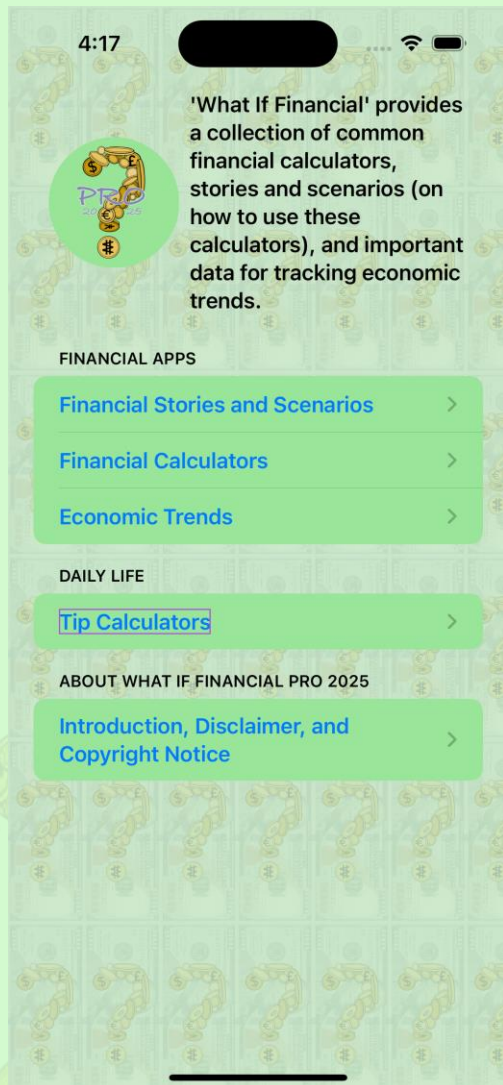 4:17
'What If Financial' provides
a collection of common
financial calculators,
stories and scenarios (on
how to use these
calculators), and important
data for tracking economic
trends.
PRO
2025
FINANCIAL APPS
Financial Stories and Scenarios
Financial Calculators
Economic Trends
DAILY LIFE
Tip Calculators
ABOUT WHAT IF FINANCIAL PRO 2025
Introduction, Disclaimer, and
Copyright Notice